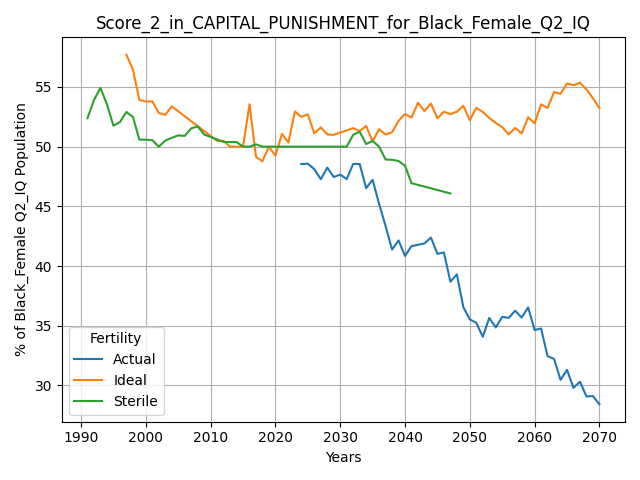 Score_2_in_CAPITAL_PUNISHMENT_for_Black_Female_Q2_IQ
% of Black_Female Q2_IQ Population
55
50
45
40
35
30
Fertility
Actual
Ideal
Sterile
1990 2000 2010 2020 2030 2040 2050 2060 2070
Years